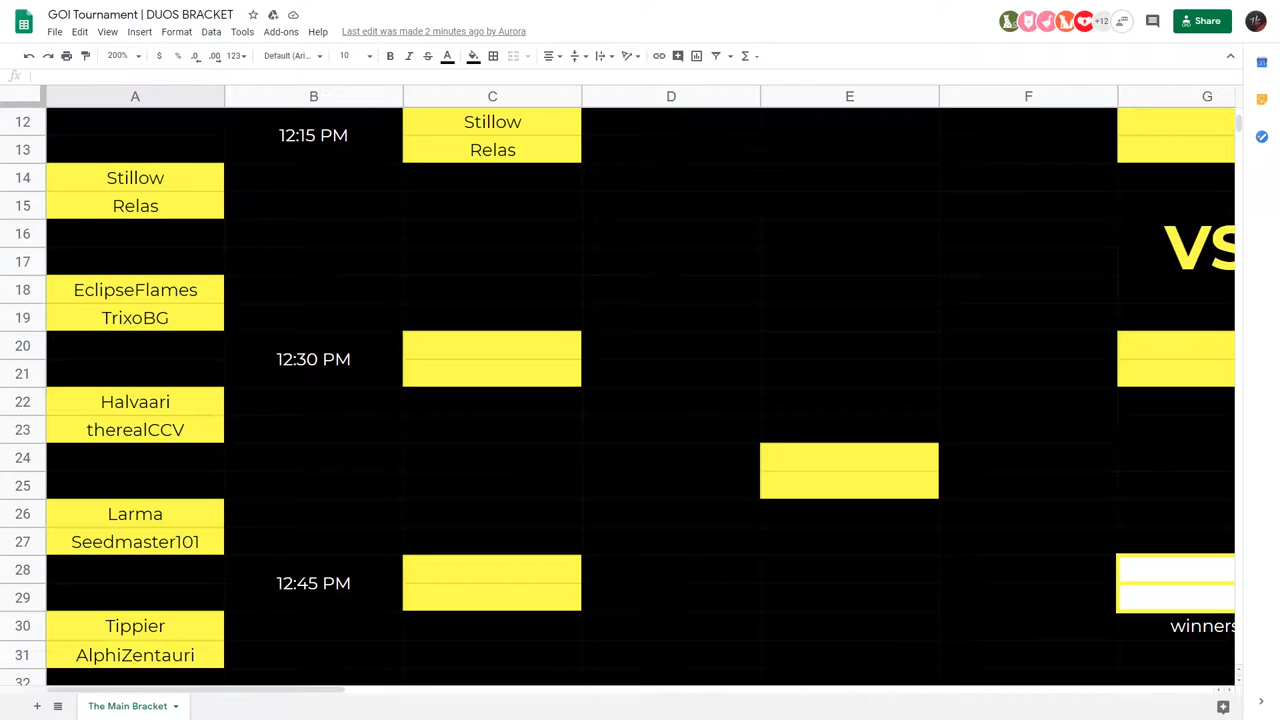 GOI Tournament | DUOS BRACKET
File Edit View Insert Format Data Tools Add-ons Help Last edit was made 2 minutes ago by Aurora
+12
Share
200% $ % .0 .00 123 Default (Ari... 10 B I S A
fx
A B C D E F G
12 Stillow
12:15 PM
13 Relas
14 Stillow
15 Relas
16
VS
17
18 EclipseFlames
19 TrixoBG
20
12:30 PM
21
22 Halvaari
23 therealCCV
24
25
26 Larma
27 Seedmaster101
28
12:45 PM
29
30 Tippier winners
31 AlphiZentauri
32
The Main Bracket